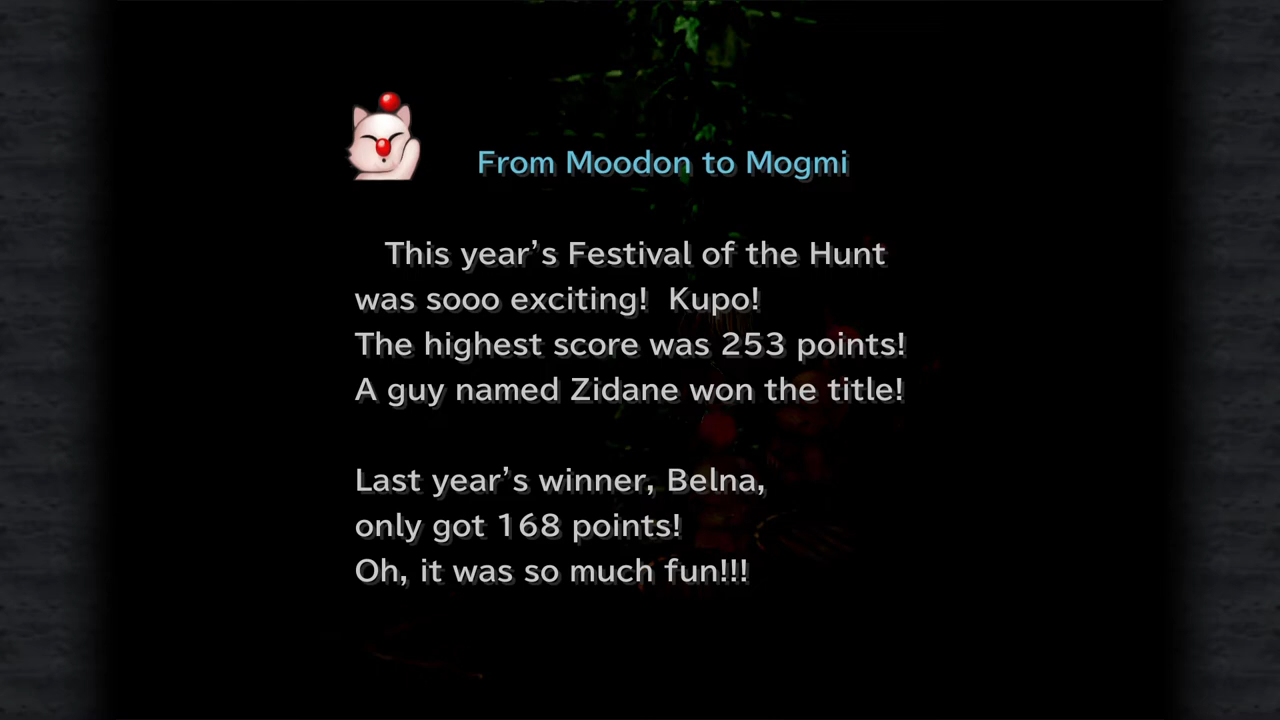 From Moodon to Mogmi
This year's Festival of the Hunt
was sooo exciting!  Kupo!
The highest score was 253 points!
A guy named Zidane won the title!
Last year's winner, Belna,
only got 168 points!
Oh, it was so much fun!!!